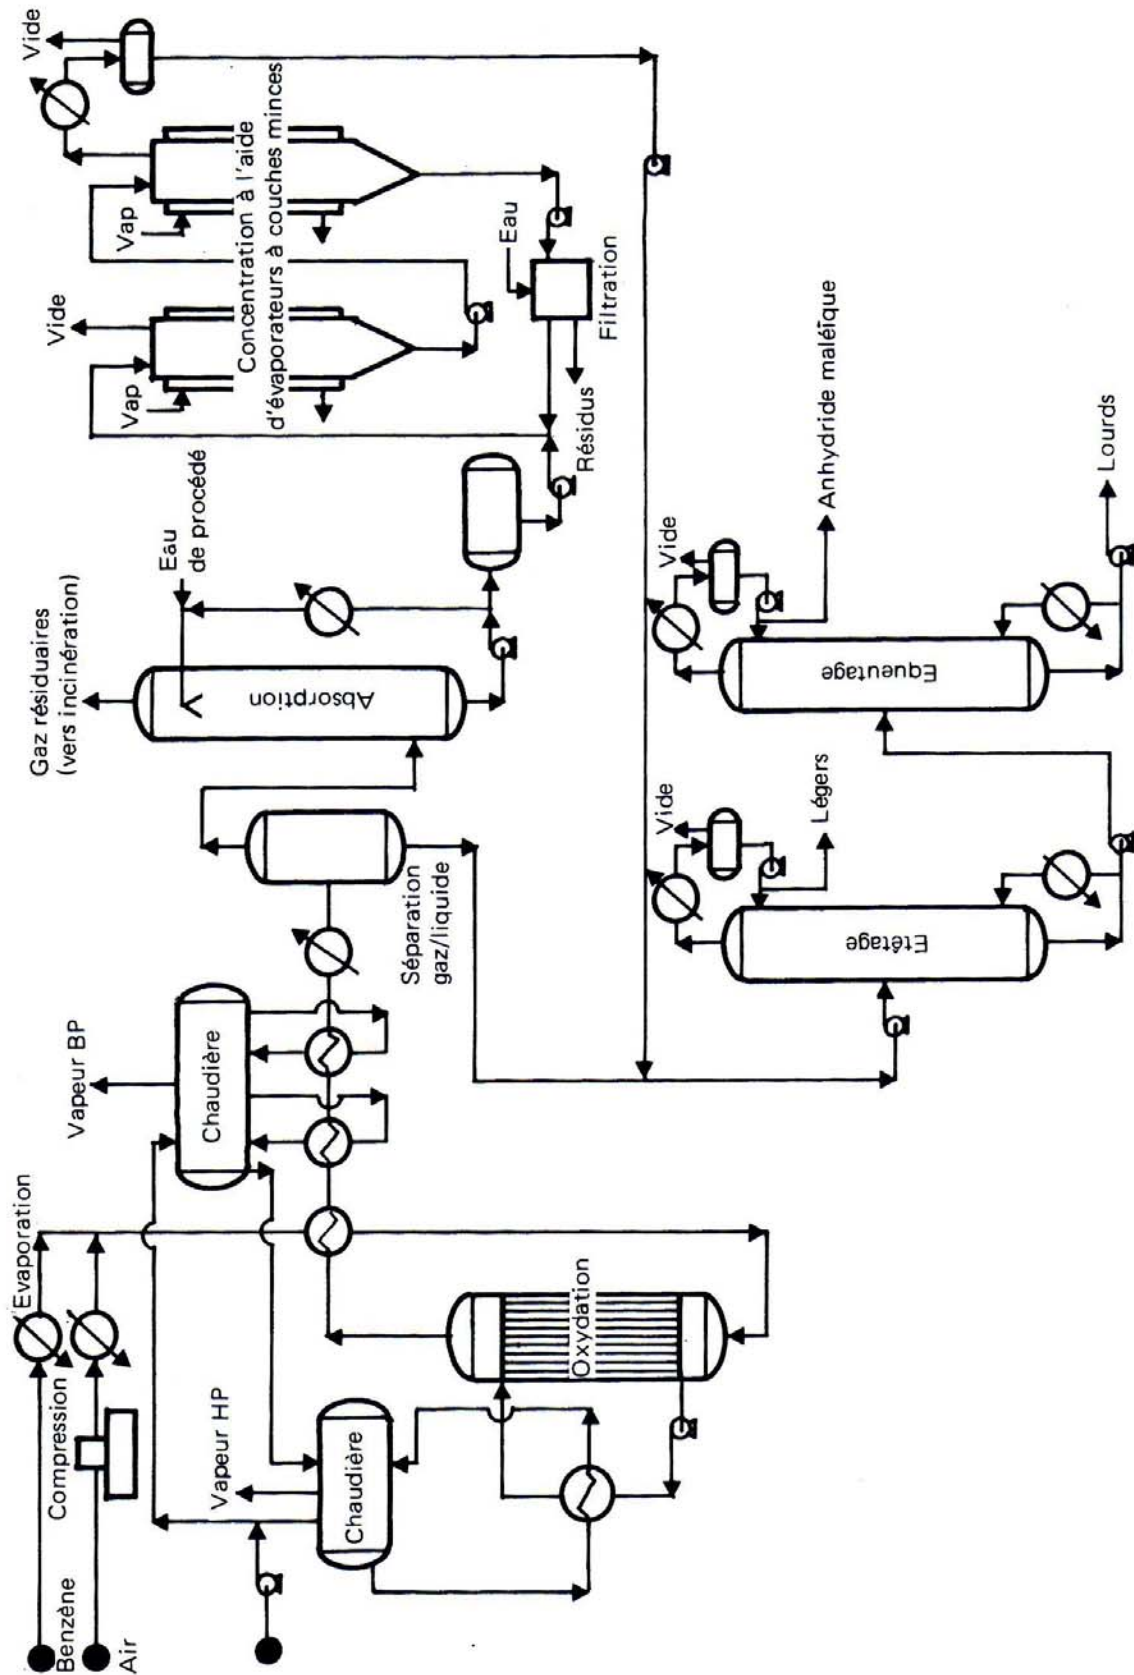 Benzène
Air
Compression
Evaporation
Vapeur HP
Chaudière
Oxydation
Vapeur BP
Chaudière
Séparation
gaz/liquide
Gaz résiduaires
(vers incinération)
Absorption
Eau
de procédé
Vap
Vide
Vap
Concentration à l'aide
d'évaporateurs à couches minces
Vide
Eau
Filtration
Résidus
Etêtage
Vide
Légers
Equeutage
Vide
Anhydride maléïque
Lourds